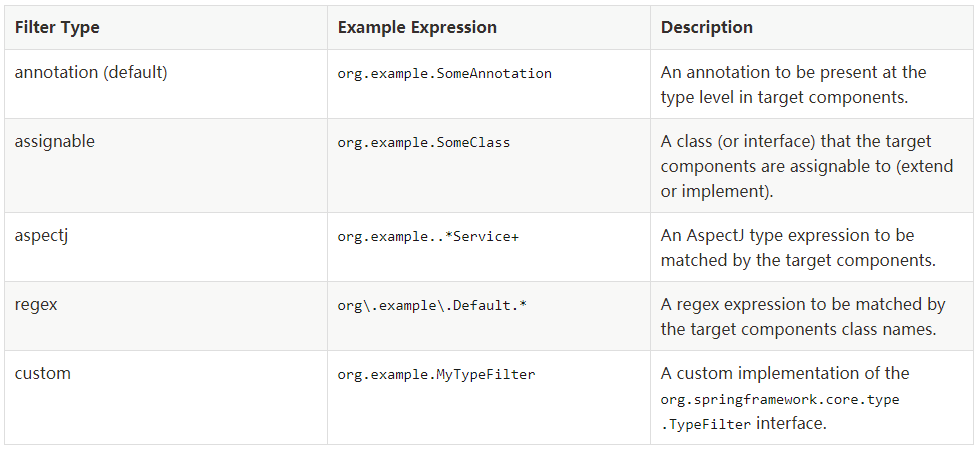 Filter Type Example Expression Description
annotation (default) org.example.SomeAnnotation An annotation to be present at the
type level in target components.
assignable org.example.SomeClass A class (or interface) that the target
components are assignable to (extend
or implement).
aspectj org.example..*Service+ An AspectJ type expression to be
matched by the target components.
regex org\.example\.Default.* A regex expression to be matched by
the target components class names.
custom org.example.MyTypeFilter A custom implementation of the
org.springframework.core.type
.TypeFilter interface.